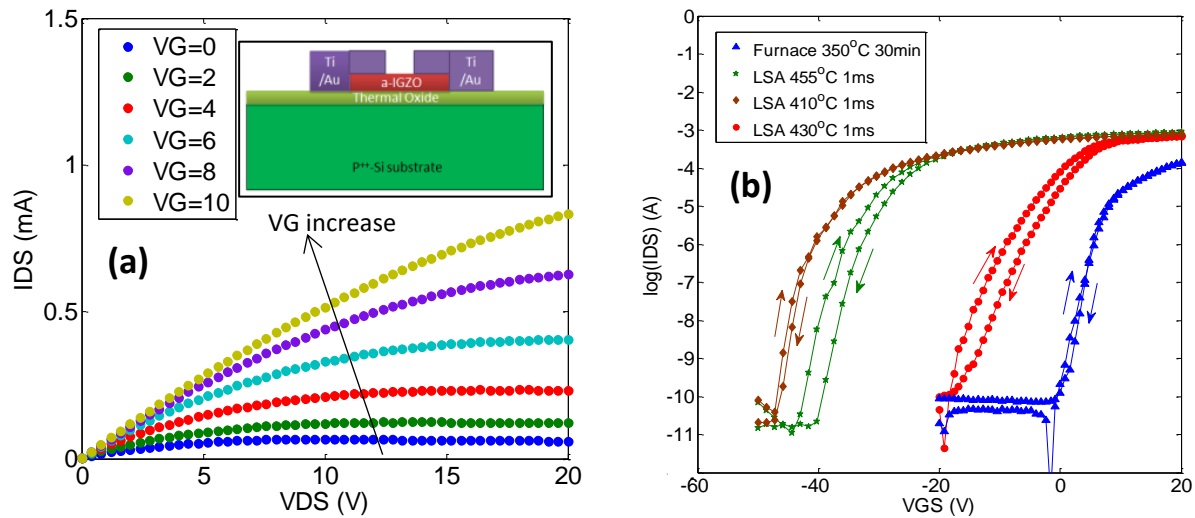 1.5
1
0.5
0
IDS (mA)
VG=0
VG=2
VG=4
VG=6
VG=8
VG=10
Ti
/Au
Ti
/Au
a-IGZO
Thermal Oxide
P⁺⁺-Si substrate
VG increase
(a)
0
5
10
15
20
VDS (V)
0
-1
-2
-3
-4
-5
-6
-7
-8
-9
-10
-11
log(IDS) (A)
Furnace 350°C 30min
LSA 455°C 1ms
LSA 410°C 1ms
LSA 430°C 1ms
(b)
-60
-40
-20
0
20
VGS (V)